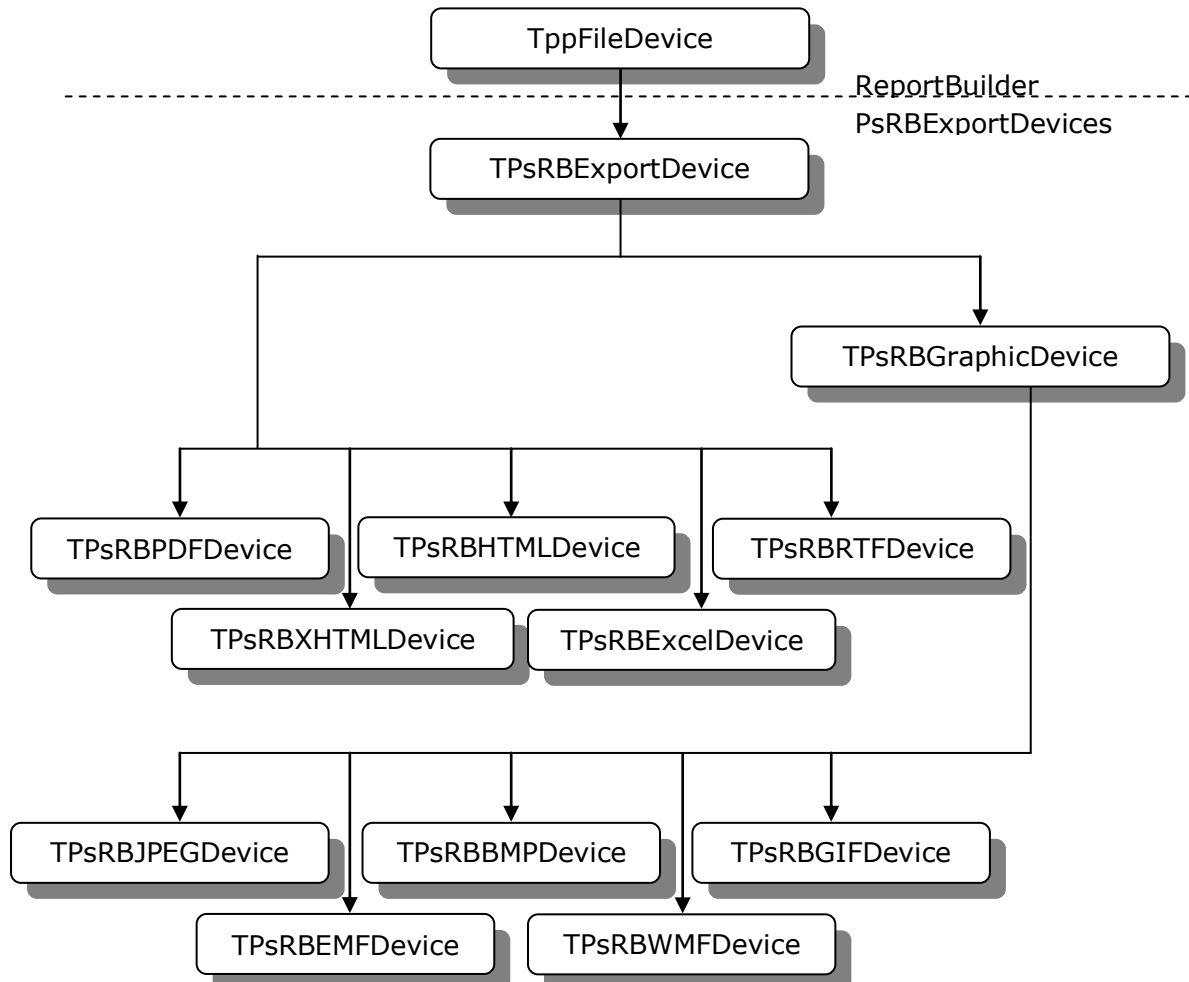 TppFileDevice
ReportBuilder
PsRBExportDevices
TPsRBExportDevice
TPsRBGraphicDevice
TPsRBPDFDevice
TPsRBHTMLDevice
TPsRBRTFDevice
TPsRBXHTMLDevice
TPsRBExcelDevice
TPsRBJPEGDevice
TPsRBBMPDevice
TPsRBGIFDevice
TPsRBEMFDevice
TPsRBWMFDevice